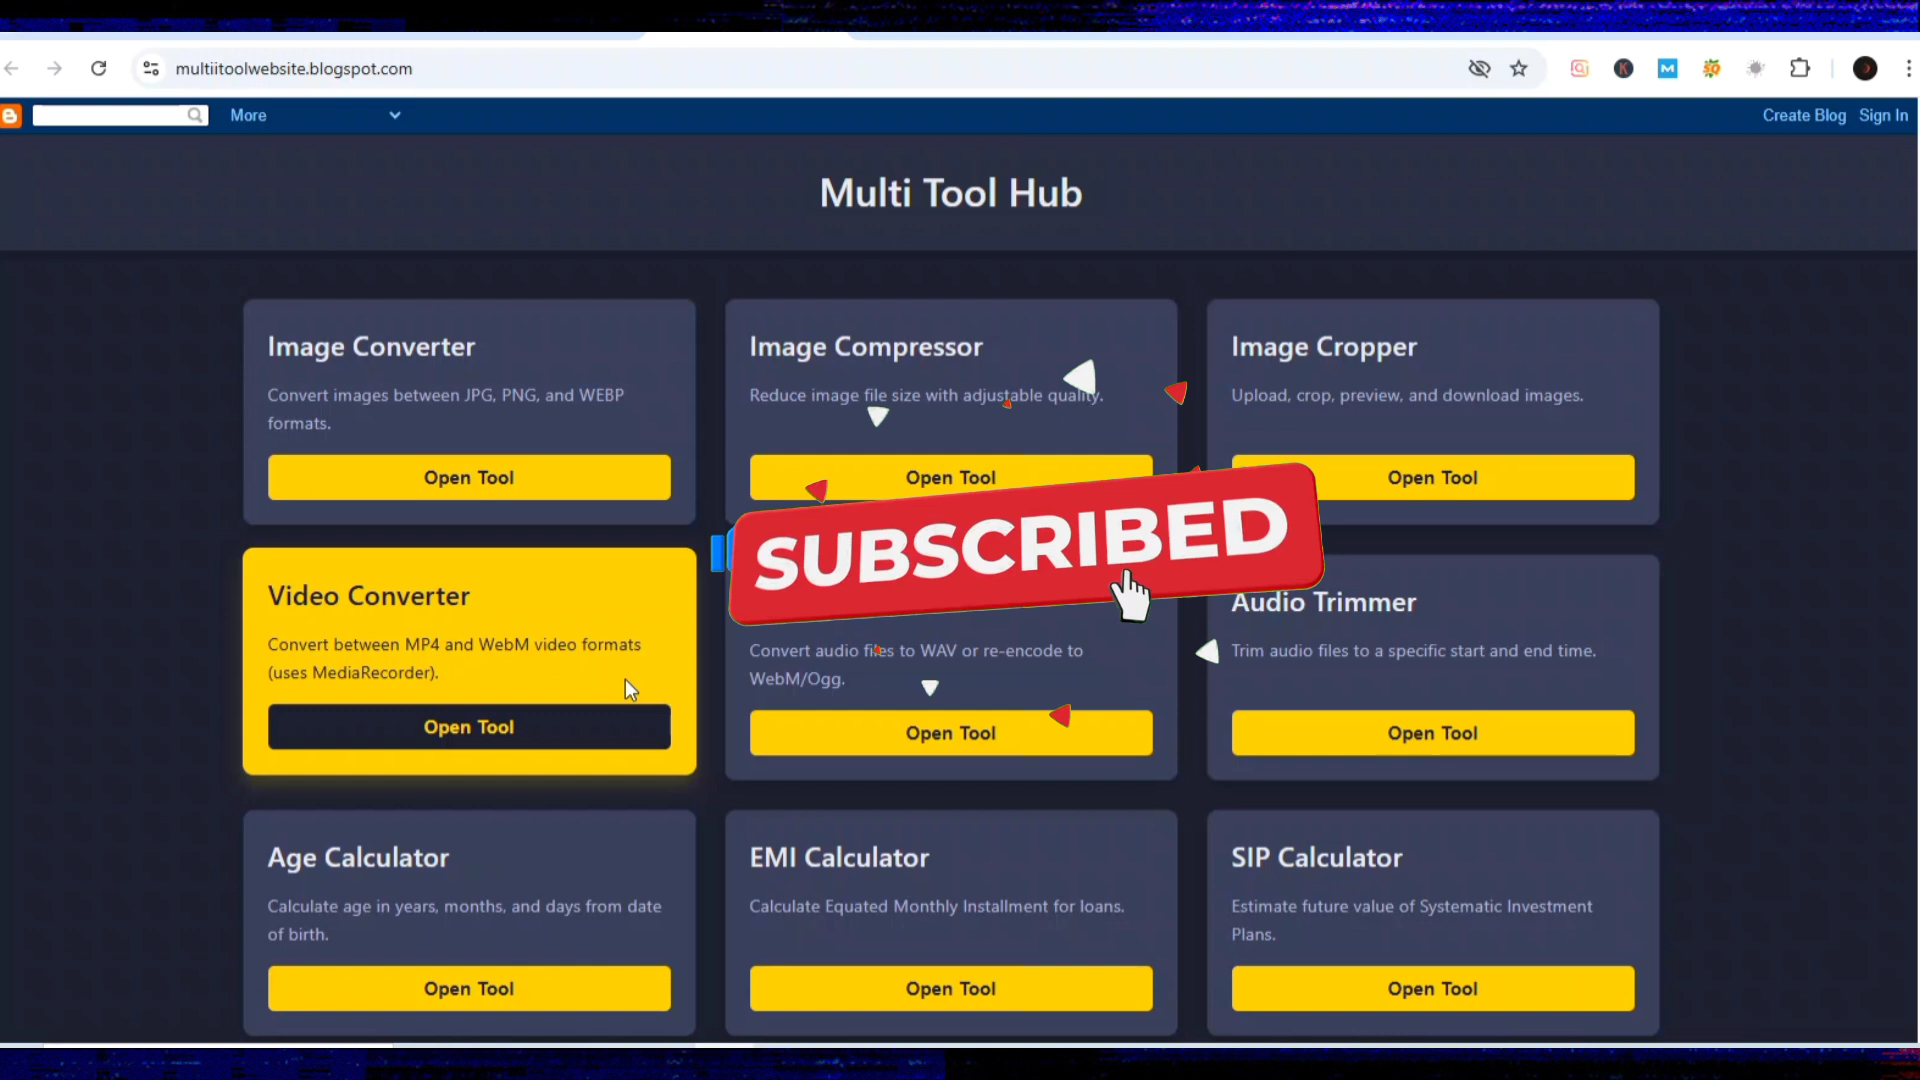 multiitoolwebsite.blogspot.com
More
Create Blog Sign In
Multi Tool Hub
Image Converter
Convert images between JPG, PNG, and WEBP
formats.
Open Tool
Image Compressor
Reduce image file size with adjustable quality.
Open Tool
Image Cropper
Upload, crop, preview, and download images.
Open Tool
SUBSCRIBED
Video Converter
Convert between MP4 and WebM video formats
(uses MediaRecorder).
Open Tool
Convert audio files to WAV or re-encode to
WebM/Ogg.
Open Tool
Audio Trimmer
Trim audio files to a specific start and end time.
Open Tool
Age Calculator
Calculate age in years, months, and days from date
of birth.
Open Tool
EMI Calculator
Calculate Equated Monthly Installment for loans.
Open Tool
SIP Calculator
Estimate future value of Systematic Investment
Plans.
Open Tool